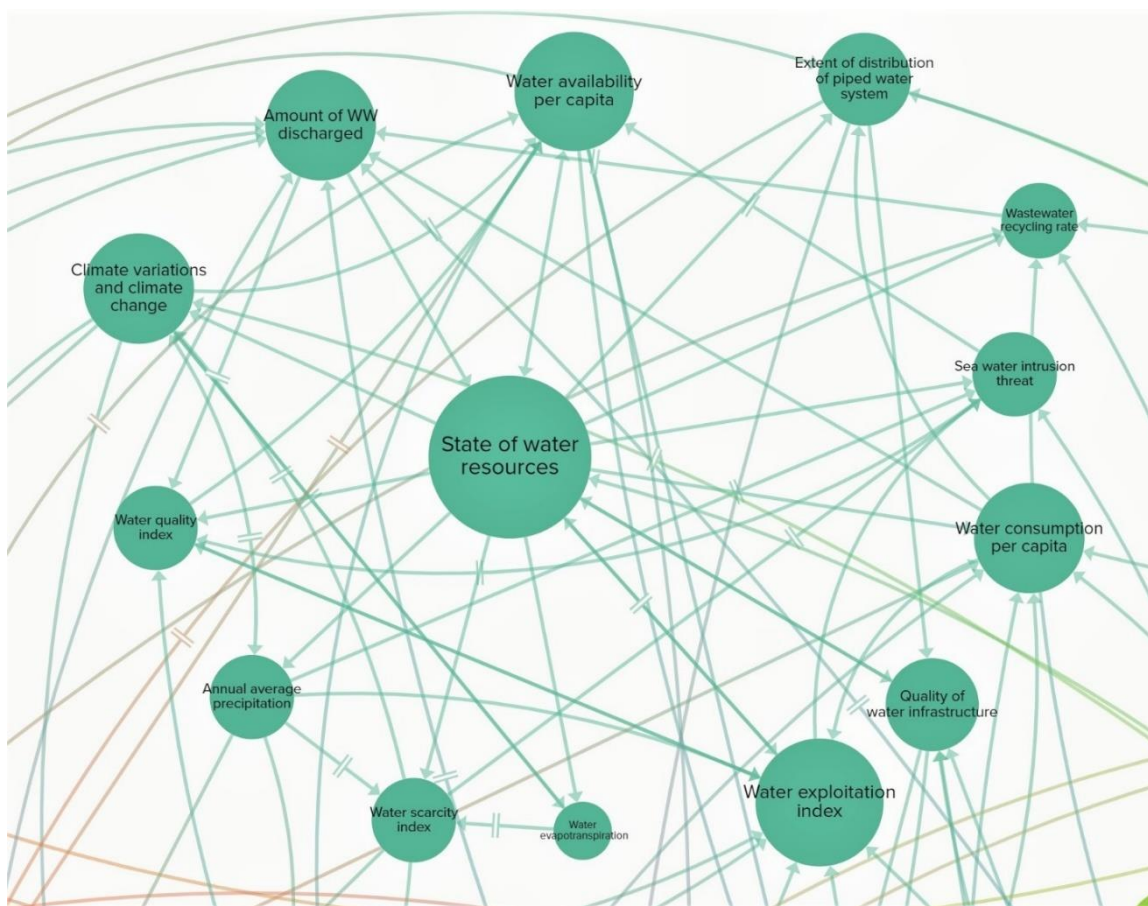 Extent of distribution
of piped water
system
Water availability
per capita
Amount of WW
discharged
Wastewater
recycling rate
Climate variations
and climate
change
Sea water intrusion
threat
State of water
resources
Water quality
index
Water consumption
per capita
Annual average
precipitation
Quality of
water infrastructure
Water exploitation
index
Water scarcity
index
Water
evapotranspiration